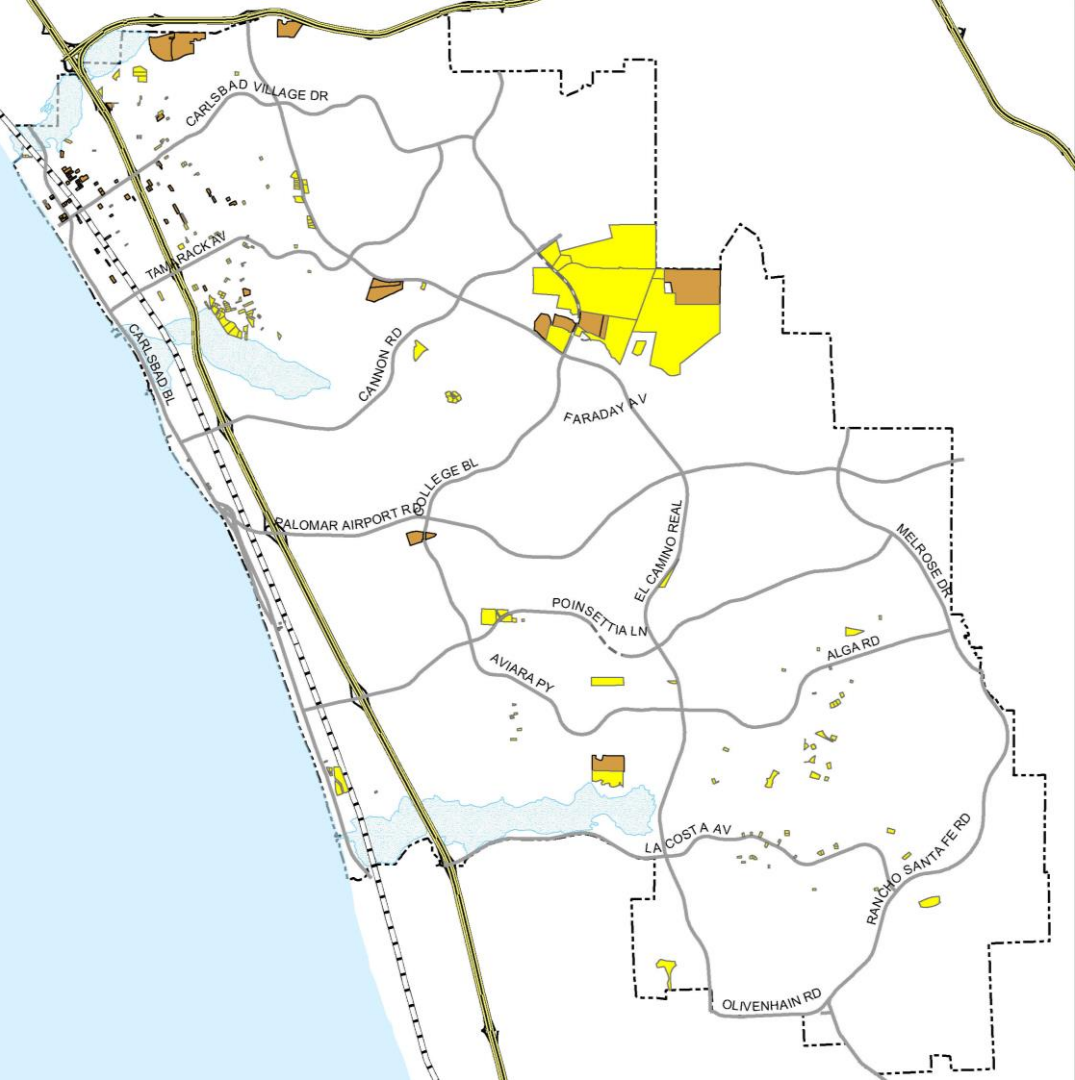 CARLSBAD VILLAGE DR
TAMARACK AV
CARLSBAD BL
CANNON RD
FARADAY AV
COLLEGE BL
PALOMAR AIRPORT RD
EL CAMINO REAL
MELROSE DR
POINSETTIA LN
ALGA RD
AVIARA PY
LA COSTA AV
RANCHO SANTA FE RD
OLIVENHAIN RD